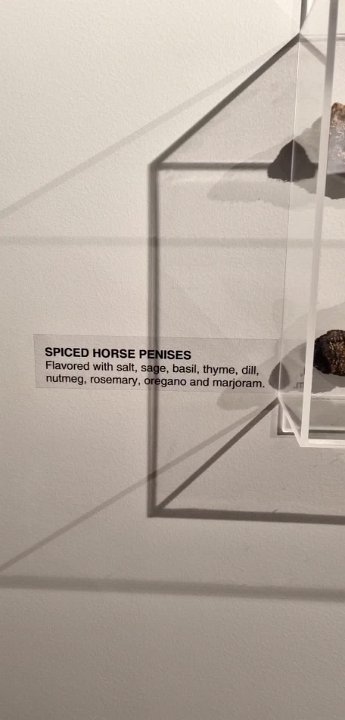 SPICED HORSE PENISES
Flavored with salt, sage, basil, thyme, dill,
nutmeg, rosemary, oregano and marjoram.